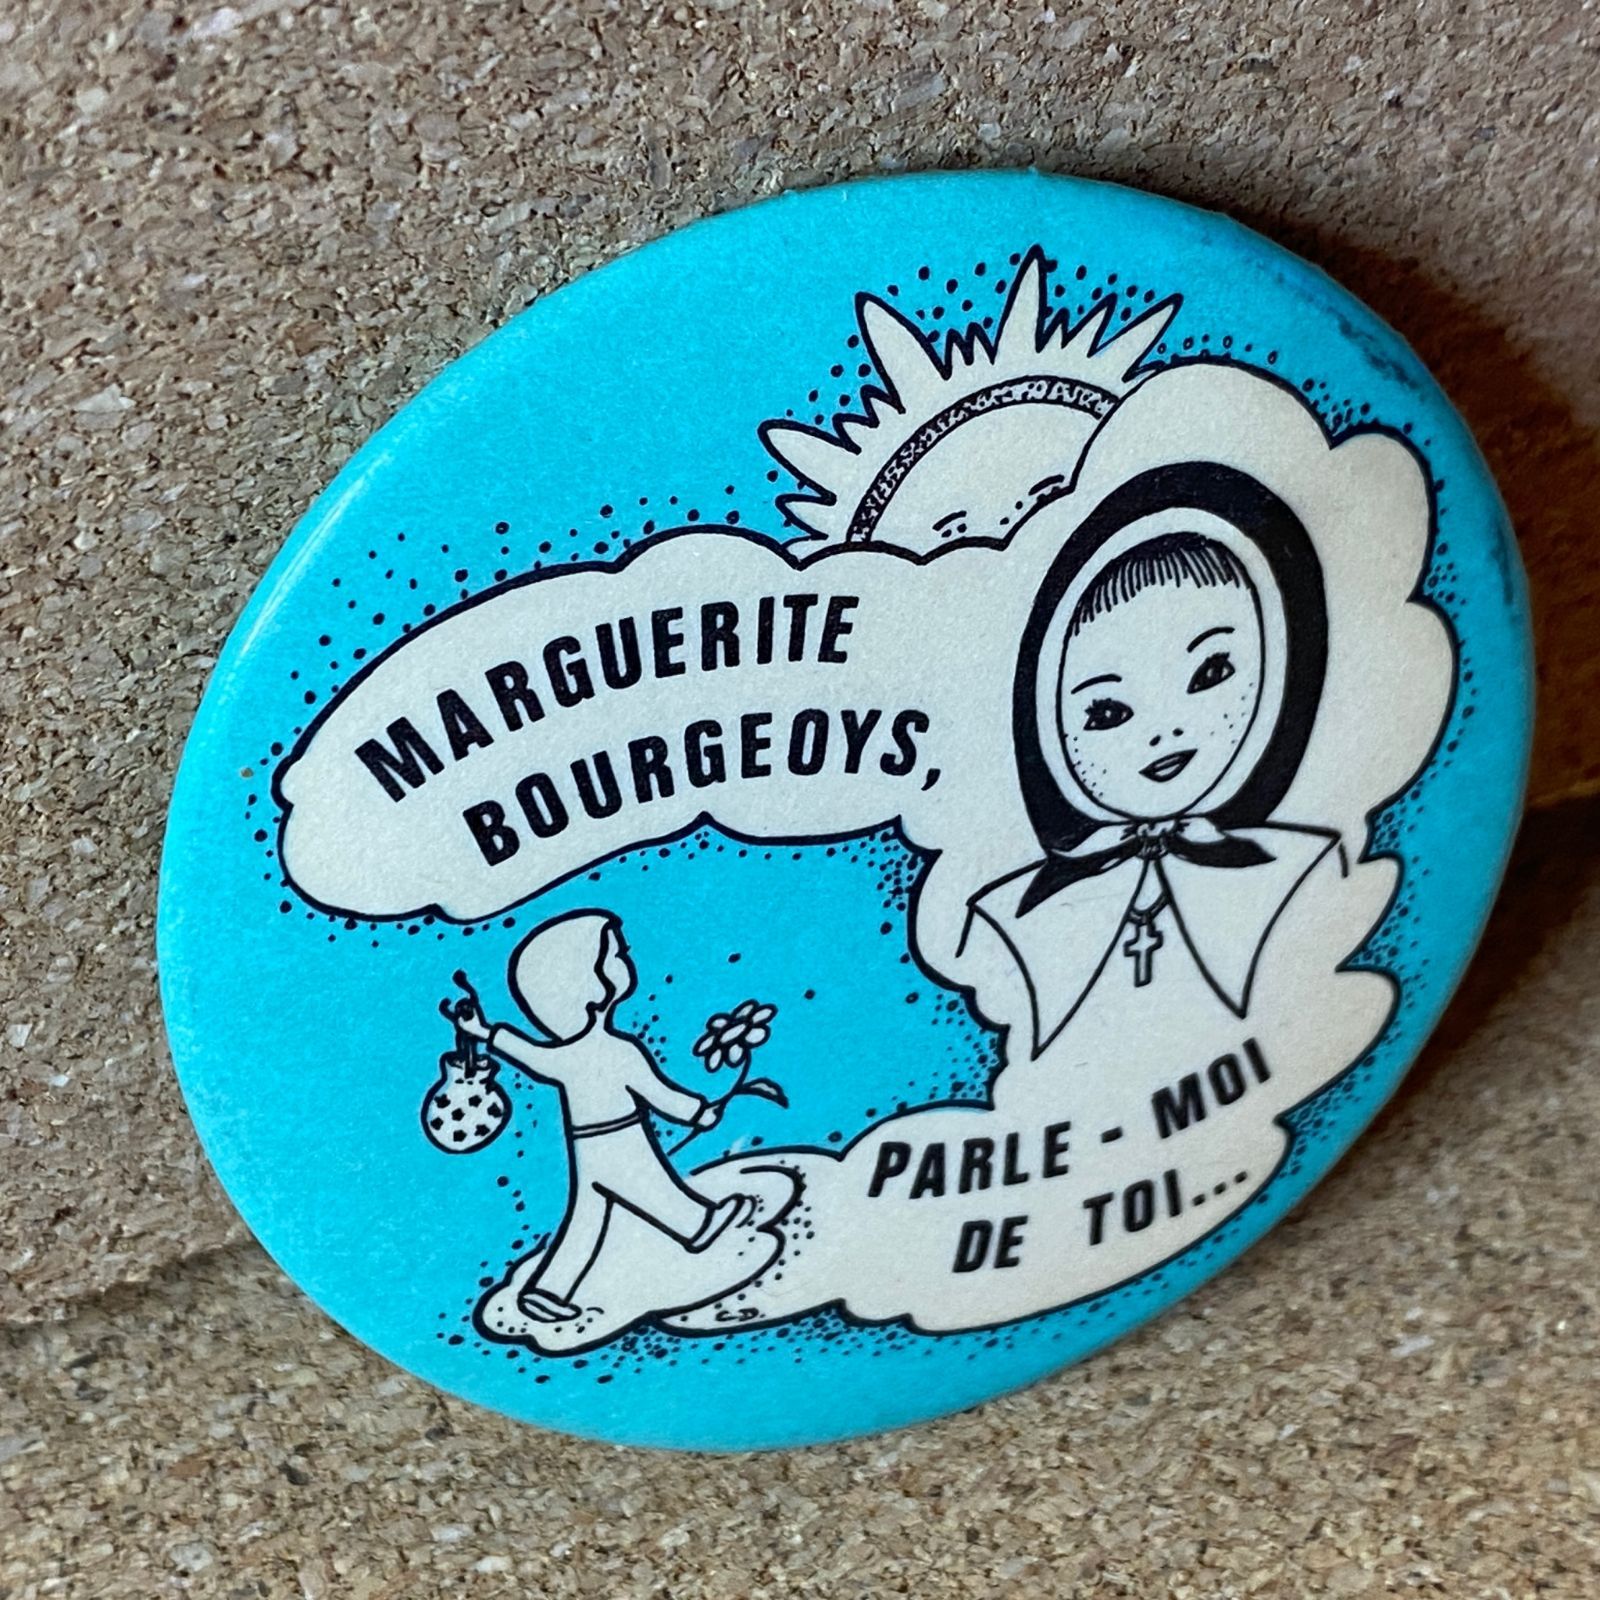 MARGUERITE
BOURGEOYS,
PARLE - MOI
DE TOI...
C.D.